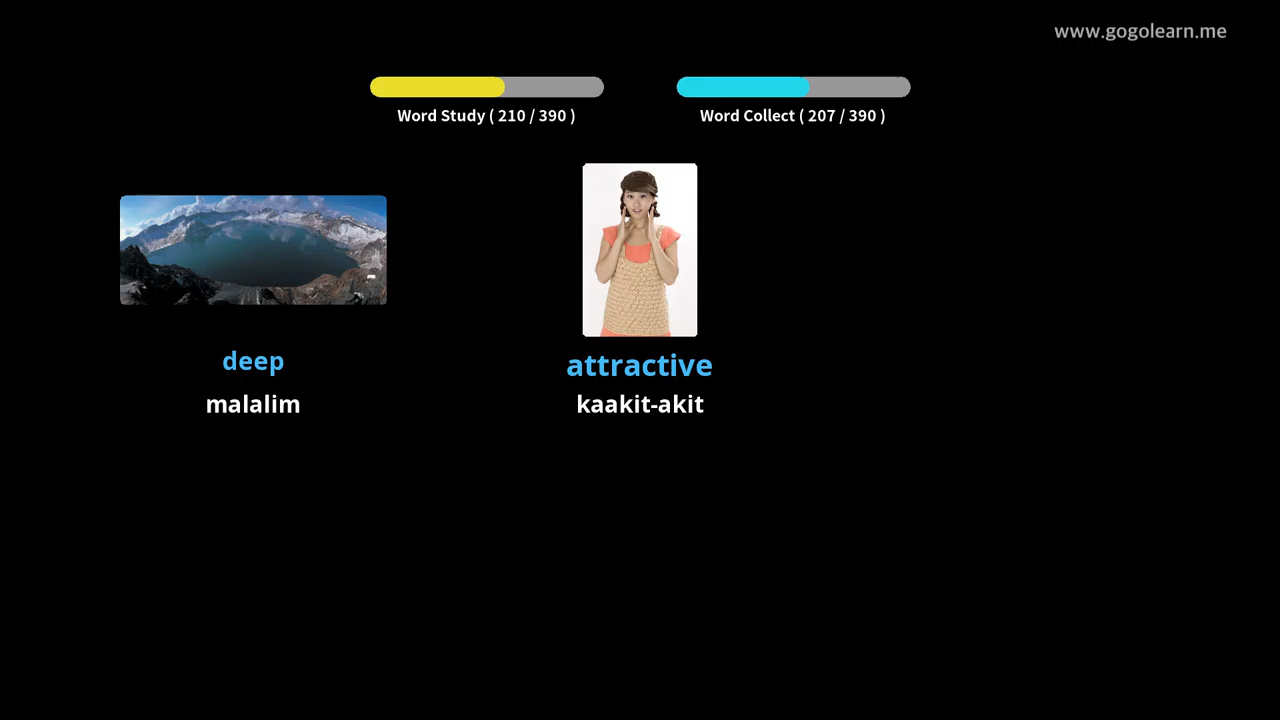 www.gogolearn.me
Word Study ( 210 / 390 )
Word Collect ( 207 / 390 )
deep
malalim
attractive
kaakit-akit